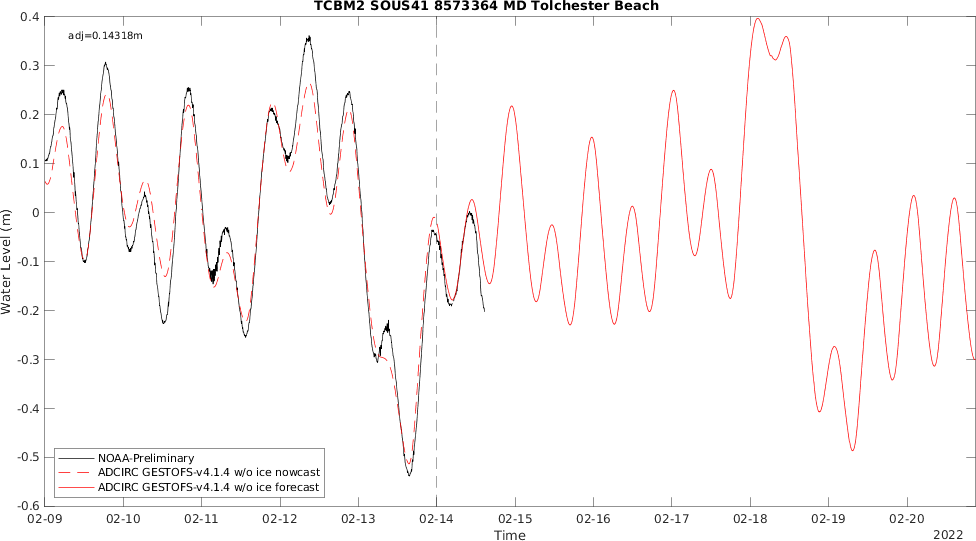 TCBM2 SOUS41 8573364 MD Tolchester Beach
adj=0.14318m
0.4
0.3
0.2
0.1
0
-0.1
-0.2
-0.3
-0.4
-0.5
-0.6
Water Level (m)
NOAA-Preliminary
ADCIRC GESTOFS-v4.1.4 w/o ice nowcast
ADCIRC GESTOFS-v4.1.4 w/o ice forecast
02-09 02-10 02-11 02-12 02-13 02-14 02-15 02-16 02-17 02-18 02-19 02-20
Time
2022